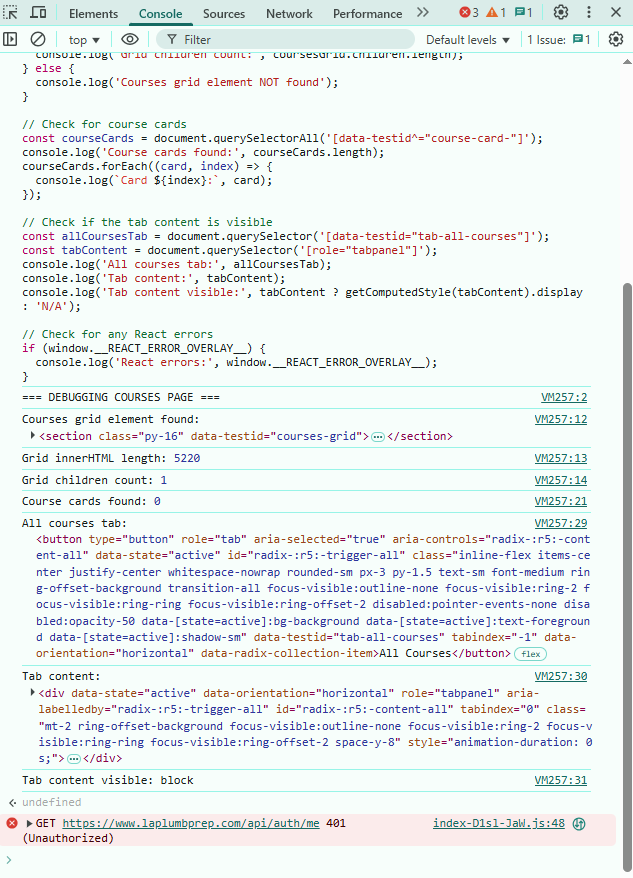 Elements Console Sources Network Performance 3 1 1
top Filter Default levels 1 Issue: 1
console.log('Grid children count:', coursesGrid.children.length);
} else {
console.log('Courses grid element NOT found');
}
// Check for course cards
const courseCards = document.querySelectorAll('[data-testid^="course-card-"]');
console.log('Course cards found:', courseCards.length);
courseCards.forEach((card, index) => {
console.log(`Card ${index}:`, card);
});
// Check if the tab content is visible
const allCoursesTab = document.querySelector('[data-testid="tab-all-courses"]');
const tabContent = document.querySelector('[role="tabpanel"]');
console.log('All courses tab:', allCoursesTab);
console.log('Tab content:', tabContent);
console.log('Tab content visible:', tabContent ? getComputedStyle(tabContent).display
: 'N/A');
// Check for any React errors
if (window.__REACT_ERROR_OVERLAY__) {
console.log('React errors:', window.__REACT_ERROR_OVERLAY__);
}
=== DEBUGGING COURSES PAGE === VM257:2
Courses grid element found: VM257:12
<section class="py-16" data-testid="courses-grid">…</section>
Grid innerHTML length: 5220 VM257:13
Grid children count: 1 VM257:14
Course cards found: 0 VM257:21
All courses tab: VM257:29
<button type="button" role="tab" aria-selected="true" aria-controls="radix-:r5:-cont
ent-all" data-state="active" id="radix-:r5:-trigger-all" class="inline-flex items-ce
nter justify-center whitespace-nowrap rounded-sm px-3 py-1.5 text-sm font-medium rin
g-offset-background transition-all focus-visible:outline-none focus-visible:ring-2 f
ocus-visible:ring-ring focus-visible:ring-offset-2 disabled:pointer-events-none disa
bled:opacity-50 data-[state=active]:bg-background data-[state=active]:text-foregroun
d data-[state=active]:shadow-sm" data-testid="tab-all-courses" tabindex="-1" data-
orientation="horizontal" data-radix-collection-item>All Courses</button> flex
Tab content: VM257:30
<div data-state="active" data-orientation="horizontal" role="tabpanel" aria-
labelledby="radix-:r5:-trigger-all" id="radix-:r5:-content-all" tabindex="0" class=
"mt-2 ring-offset-background focus-visible:outline-none focus-visible:ring-2 focus-v
isible:ring-ring focus-visible:ring-offset-2 space-y-8" style="animation-duration: 0
s;">…</div>
Tab content visible: block VM257:31
undefined
GET https://www.laplumbprep.com/api/auth/me 401 index-D1sl-JaW.js:48
(Unauthorized)